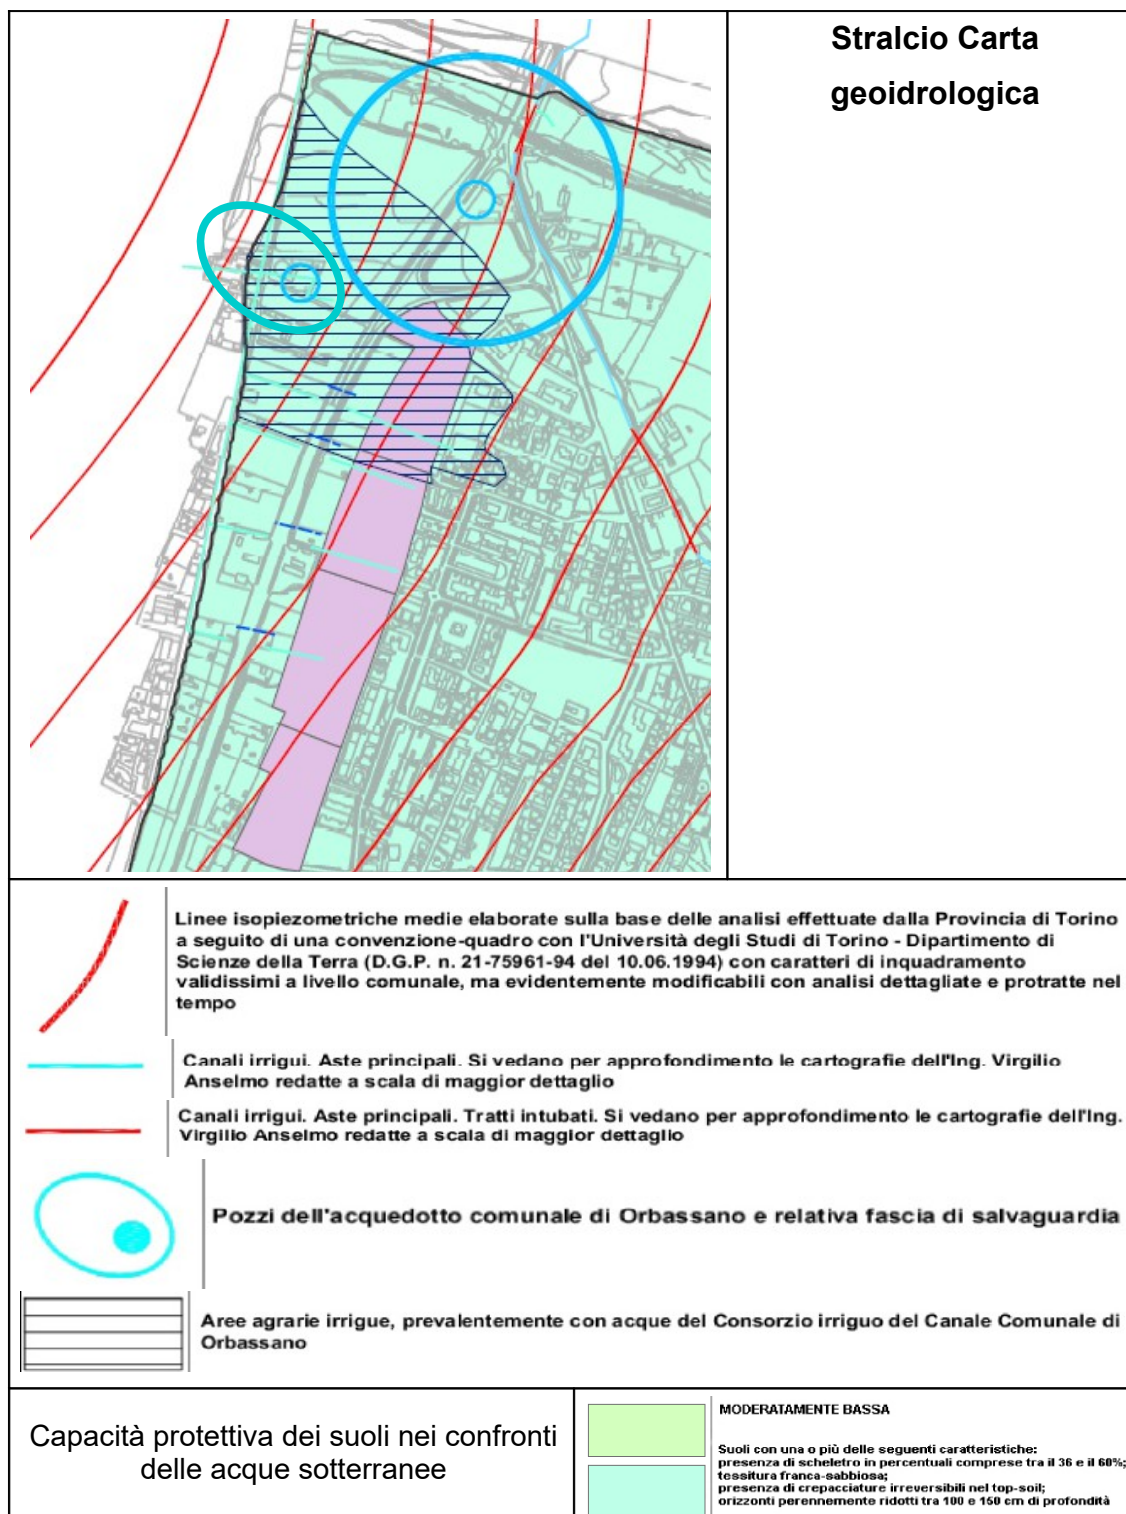 Stralcio Carta
geoidrologica
Linee isopiezometriche medie elaborate sulla base delle analisi effettuate dalla Provincia di Torino
a seguito di una convenzione-quadro con l'Università degli Studi di Torino - Dipartimento di
Scienze della Terra (D.G.P. n. 21-75961-94 del 10.06.1994) con caratteri di inquadramento
validissimi a livello comunale, ma evidentemente modificabili con analisi dettagliate e protratte nel
tempo
Canali irrigui. Aste principali. Si vedano per approfondimento le cartografie dell'Ing. Virgilio
Anselmo redatte a scala di maggior dettaglio
Canali irrigui. Aste principali. Tratti intubati. Si vedano per approfondimento le cartografie dell'Ing.
Virgilio Anselmo redatte a scala di maggior dettaglio
Pozzi dell'acquedotto comunale di Orbassano e relativa fascia di salvaguardia
Aree agrarie irrigue, prevalentemente con acque del Consorzio irriguo del Canale Comunale di
Orbassano
Capacità protettiva dei suoli nei confronti
delle acque sotterranee
MODERATAMENTE BASSA
Suoli con una o più delle seguenti caratteristiche:
presenza di scheletro in percentuali comprese tra il 36 e il 60%;
tessitura franca-sabbiosa;
presenza di crepacciature irreversibili nel top-soil;
orizzonti perennemente ridotti tra 100 e 150 cm di profondità